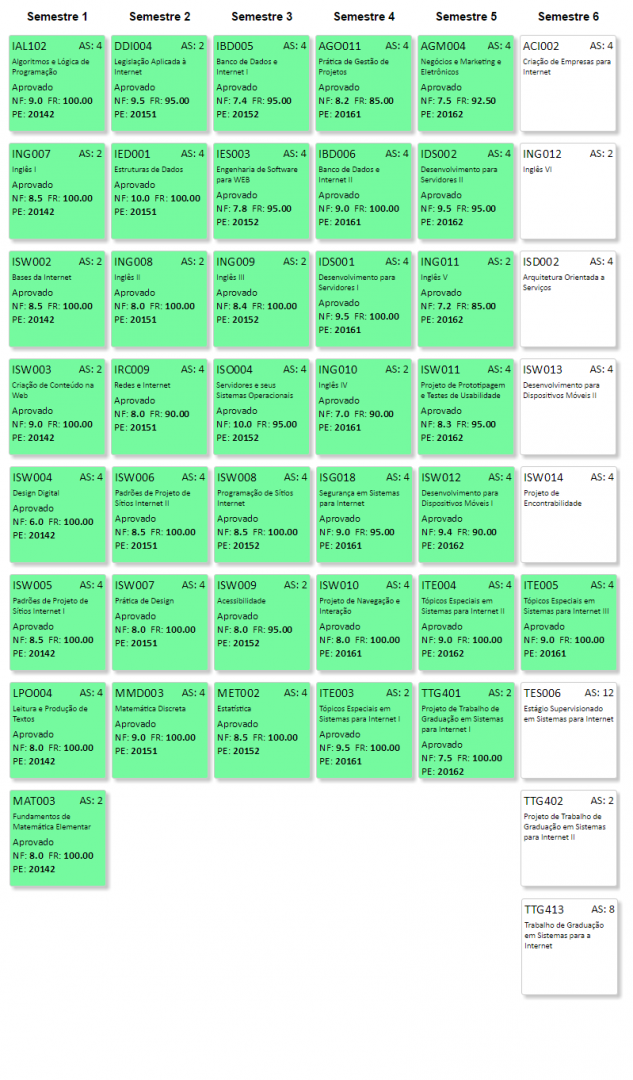 Semestre 1
Semestre 2
Semestre 3
Semestre 4
Semestre 5
Semestre 6
IAL102 AS: 4
Algoritmos e Lógica de
Programação
Aprovado
NF: 9.0 FR: 100.00
PE: 20142
DDI004 AS: 2
Legislação Aplicada à
Internet
Aprovado
NF: 9.5 FR: 95.00
PE: 20151
IBD005 AS: 4
Banco de Dados e
Internet I
Aprovado
NF: 7.4 FR: 95.00
PE: 20152
AGO011 AS: 4
Prática de Gestão de
Projetos
Aprovado
NF: 8.2 FR: 85.00
PE: 20161
AGM004 AS: 4
Negócios e Marketing e
Eletrônicos
Aprovado
NF: 7.5 FR: 92.50
PE: 20162
ACI002 AS: 4
Criação de Empresas para
Internet
ING007 AS: 2
Inglês I
Aprovado
NF: 8.5 FR: 100.00
PE: 20142
IED001 AS: 4
Estruturas de Dados
Aprovado
NF: 10.0 FR: 100.00
PE: 20151
IES003 AS: 4
Engenharia de Software
para WEB
Aprovado
NF: 7.8 FR: 95.00
PE: 20152
IBD006 AS: 4
Banco de Dados e
Internet II
Aprovado
NF: 9.0 FR: 100.00
PE: 20161
IDS002 AS: 4
Desenvolvimento para
Servidores II
Aprovado
NF: 9.5 FR: 95.00
PE: 20162
ING012 AS: 2
Inglês VI
ISW002 AS: 2
Bases da Internet
Aprovado
NF: 8.5 FR: 100.00
PE: 20142
ING008 AS: 2
Inglês II
Aprovado
NF: 8.0 FR: 100.00
PE: 20151
ING009 AS: 2
Inglês III
Aprovado
NF: 8.4 FR: 100.00
PE: 20152
IDS001 AS: 4
Desenvolvimento para
Servidores I
Aprovado
NF: 9.5 FR: 100.00
PE: 20161
ING011 AS: 2
Inglês V
Aprovado
NF: 7.2 FR: 85.00
PE: 20162
ISD002 AS: 4
Arquitetura Orientada a
Serviços
ISW003 AS: 2
Criação de Conteúdo na
Web
Aprovado
NF: 9.0 FR: 100.00
PE: 20142
IRC009 AS: 4
Redes e Internet
Aprovado
NF: 8.0 FR: 90.00
PE: 20151
ISO004 AS: 4
Servidores e seus
Sistemas Operacionais
Aprovado
NF: 10.0 FR: 95.00
PE: 20152
ING010 AS: 2
Inglês IV
Aprovado
NF: 7.0 FR: 90.00
PE: 20161
ISW011 AS: 4
Projeto de Prototipagem
e Testes de Usabilidade
Aprovado
NF: 8.3 FR: 95.00
PE: 20162
ISW013 AS: 4
Desenvolvimento para
Dispositivos Móveis II
ISW004 AS: 4
Design Digital
Aprovado
NF: 6.0 FR: 100.00
PE: 20142
ISW006 AS: 4
Padrões de Projeto de
Sítios Internet II
Aprovado
NF: 8.5 FR: 100.00
PE: 20151
ISW008 AS: 4
Programação de Sítios
Internet
Aprovado
NF: 8.5 FR: 100.00
PE: 20152
ISG018 AS: 4
Segurança em Sistemas
para Internet
Aprovado
NF: 9.0 FR: 95.00
PE: 20161
ISW012 AS: 4
Desenvolvimento para
Dispositivos Móveis I
Aprovado
NF: 9.4 FR: 90.00
PE: 20162
ISW014 AS: 4
Projeto de
Encontrabilidade
ISW005 AS: 4
Padrões de Projeto de
Sítios Internet I
Aprovado
NF: 8.5 FR: 100.00
PE: 20142
ISW007 AS: 4
Prática de Design
Aprovado
NF: 8.0 FR: 100.00
PE: 20151
ISW009 AS: 2
Acessibilidade
Aprovado
NF: 8.0 FR: 95.00
PE: 20152
ISW010 AS: 4
Projeto de Navegação e
Interação
Aprovado
NF: 8.0 FR: 100.00
PE: 20161
ITE004 AS: 4
Tópicos Especiais em
Sistemas para Internet II
Aprovado
NF: 9.0 FR: 100.00
PE: 20162
ITE005 AS: 4
Tópicos Especiais em
Sistemas para Internet III
Aprovado
NF: 9.0 FR: 100.00
PE: 20161
LPO004 AS: 4
Leitura e Produção de
Textos
Aprovado
NF: 8.0 FR: 100.00
PE: 20142
MMD003 AS: 4
Matemática Discreta
Aprovado
NF: 9.0 FR: 100.00
PE: 20151
MET002 AS: 4
Estatística
Aprovado
NF: 8.5 FR: 100.00
PE: 20152
ITE003 AS: 2
Tópicos Especiais em
Sistemas para Internet I
Aprovado
NF: 9.5 FR: 100.00
PE: 20161
TTG401 AS: 2
Projeto de Trabalho de
Graduação em Sistemas
para Internet I
Aprovado
NF: 7.5 FR: 100.00
PE: 20162
TES006 AS: 12
Estágio Supervisionado
em Sistemas para Internet
MAT003 AS: 2
Fundamentos de
Matemática Elementar
Aprovado
NF: 8.0 FR: 100.00
PE: 20142
TTG402 AS: 2
Projeto de Trabalho de
Graduação em Sistemas
para Internet II
TTG413 AS: 8
Trabalho de Graduação
em Sistemas para a
Internet